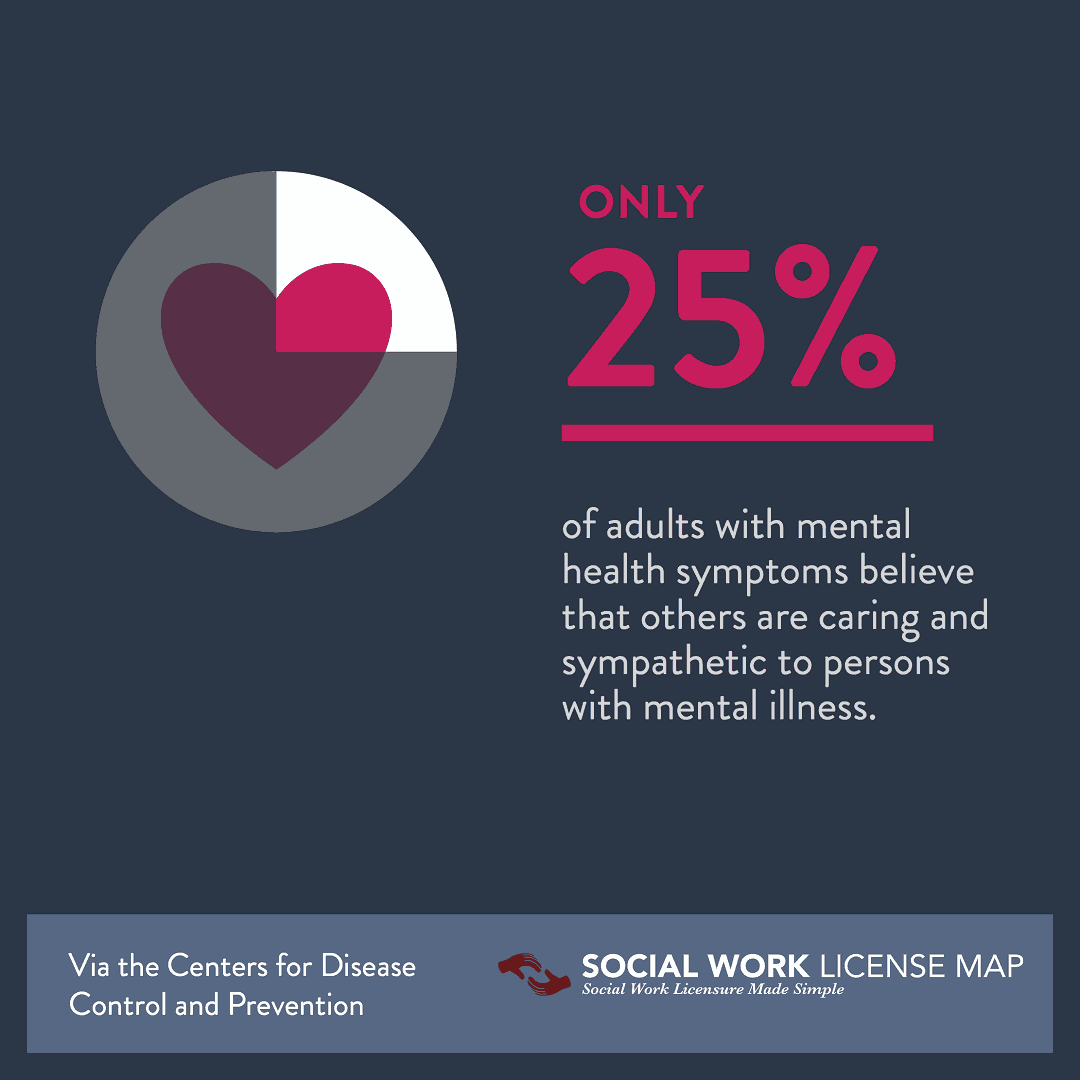 ONLY
25%
of adults with mental
health symptoms believe
that others are caring and
sympathetic to persons
with mental illness.
Via the Centers for Disease
Control and Prevention
SOCIAL WORK LICENSE MAP
Social Work Licensure Made Simple